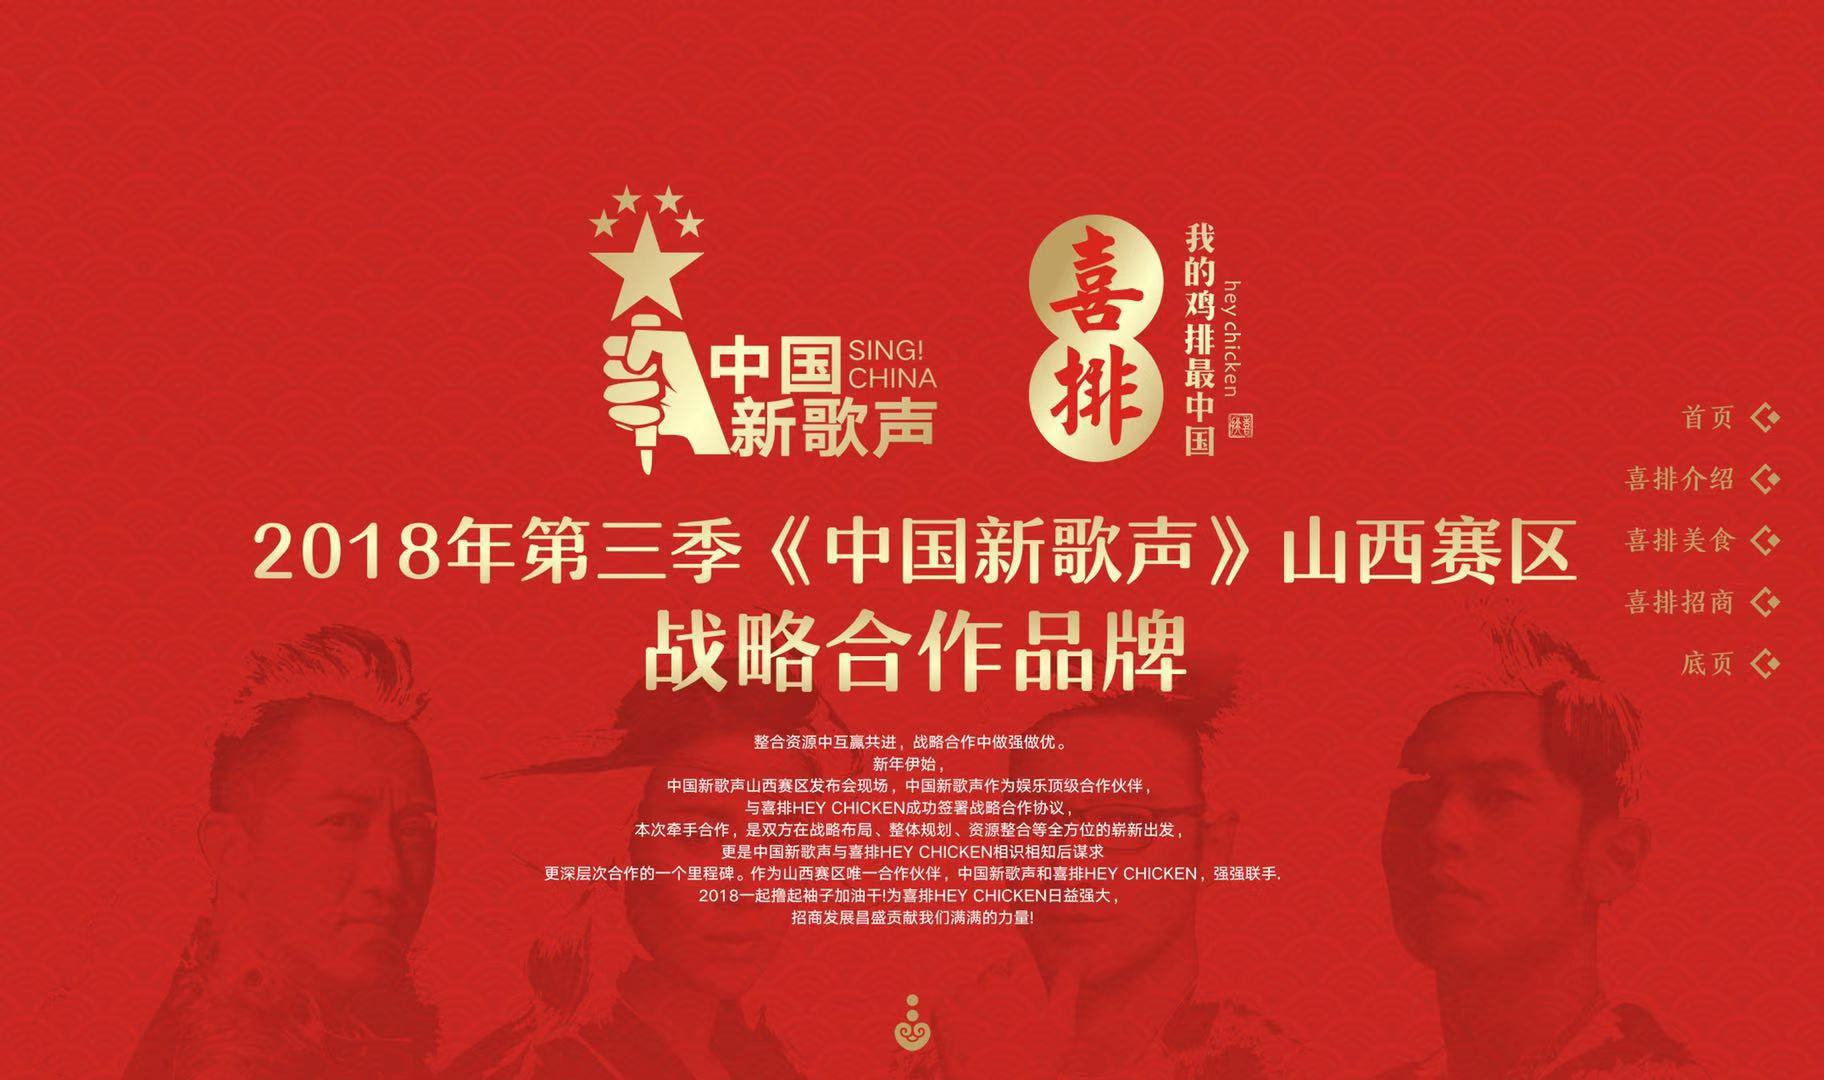 中国
SING!
CHINA
新歌声
喜排
我的鸡排最中国
hey chicken
首页
喜排介绍
喜排美食
喜排招商
底页
2018年第三季《中国新歌声》山西赛区
战略合作品牌
整合资源中互赢共进，战略合作中做强做优。
新年伊始，
中国新歌声山西赛区发布会现场，中国新歌声作为娱乐顶级合作伙伴，
与喜排HEY CHICKEN成功签署战略合作协议，
本次牵手合作，是双方在战略布局、整体规划、资源整合等全方位的崭新出发，
更是中国新歌声与喜排HEY CHICKEN相识相知后谋求
更深层次合作的一个里程碑。作为山西赛区唯一合作伙伴，中国新歌声和喜排HEY CHICKEN，强强联手.
2018一起撸起袖子加油干!为喜排HEY CHICKEN日益强大，
招商发展昌盛贡献我们满满的力量!